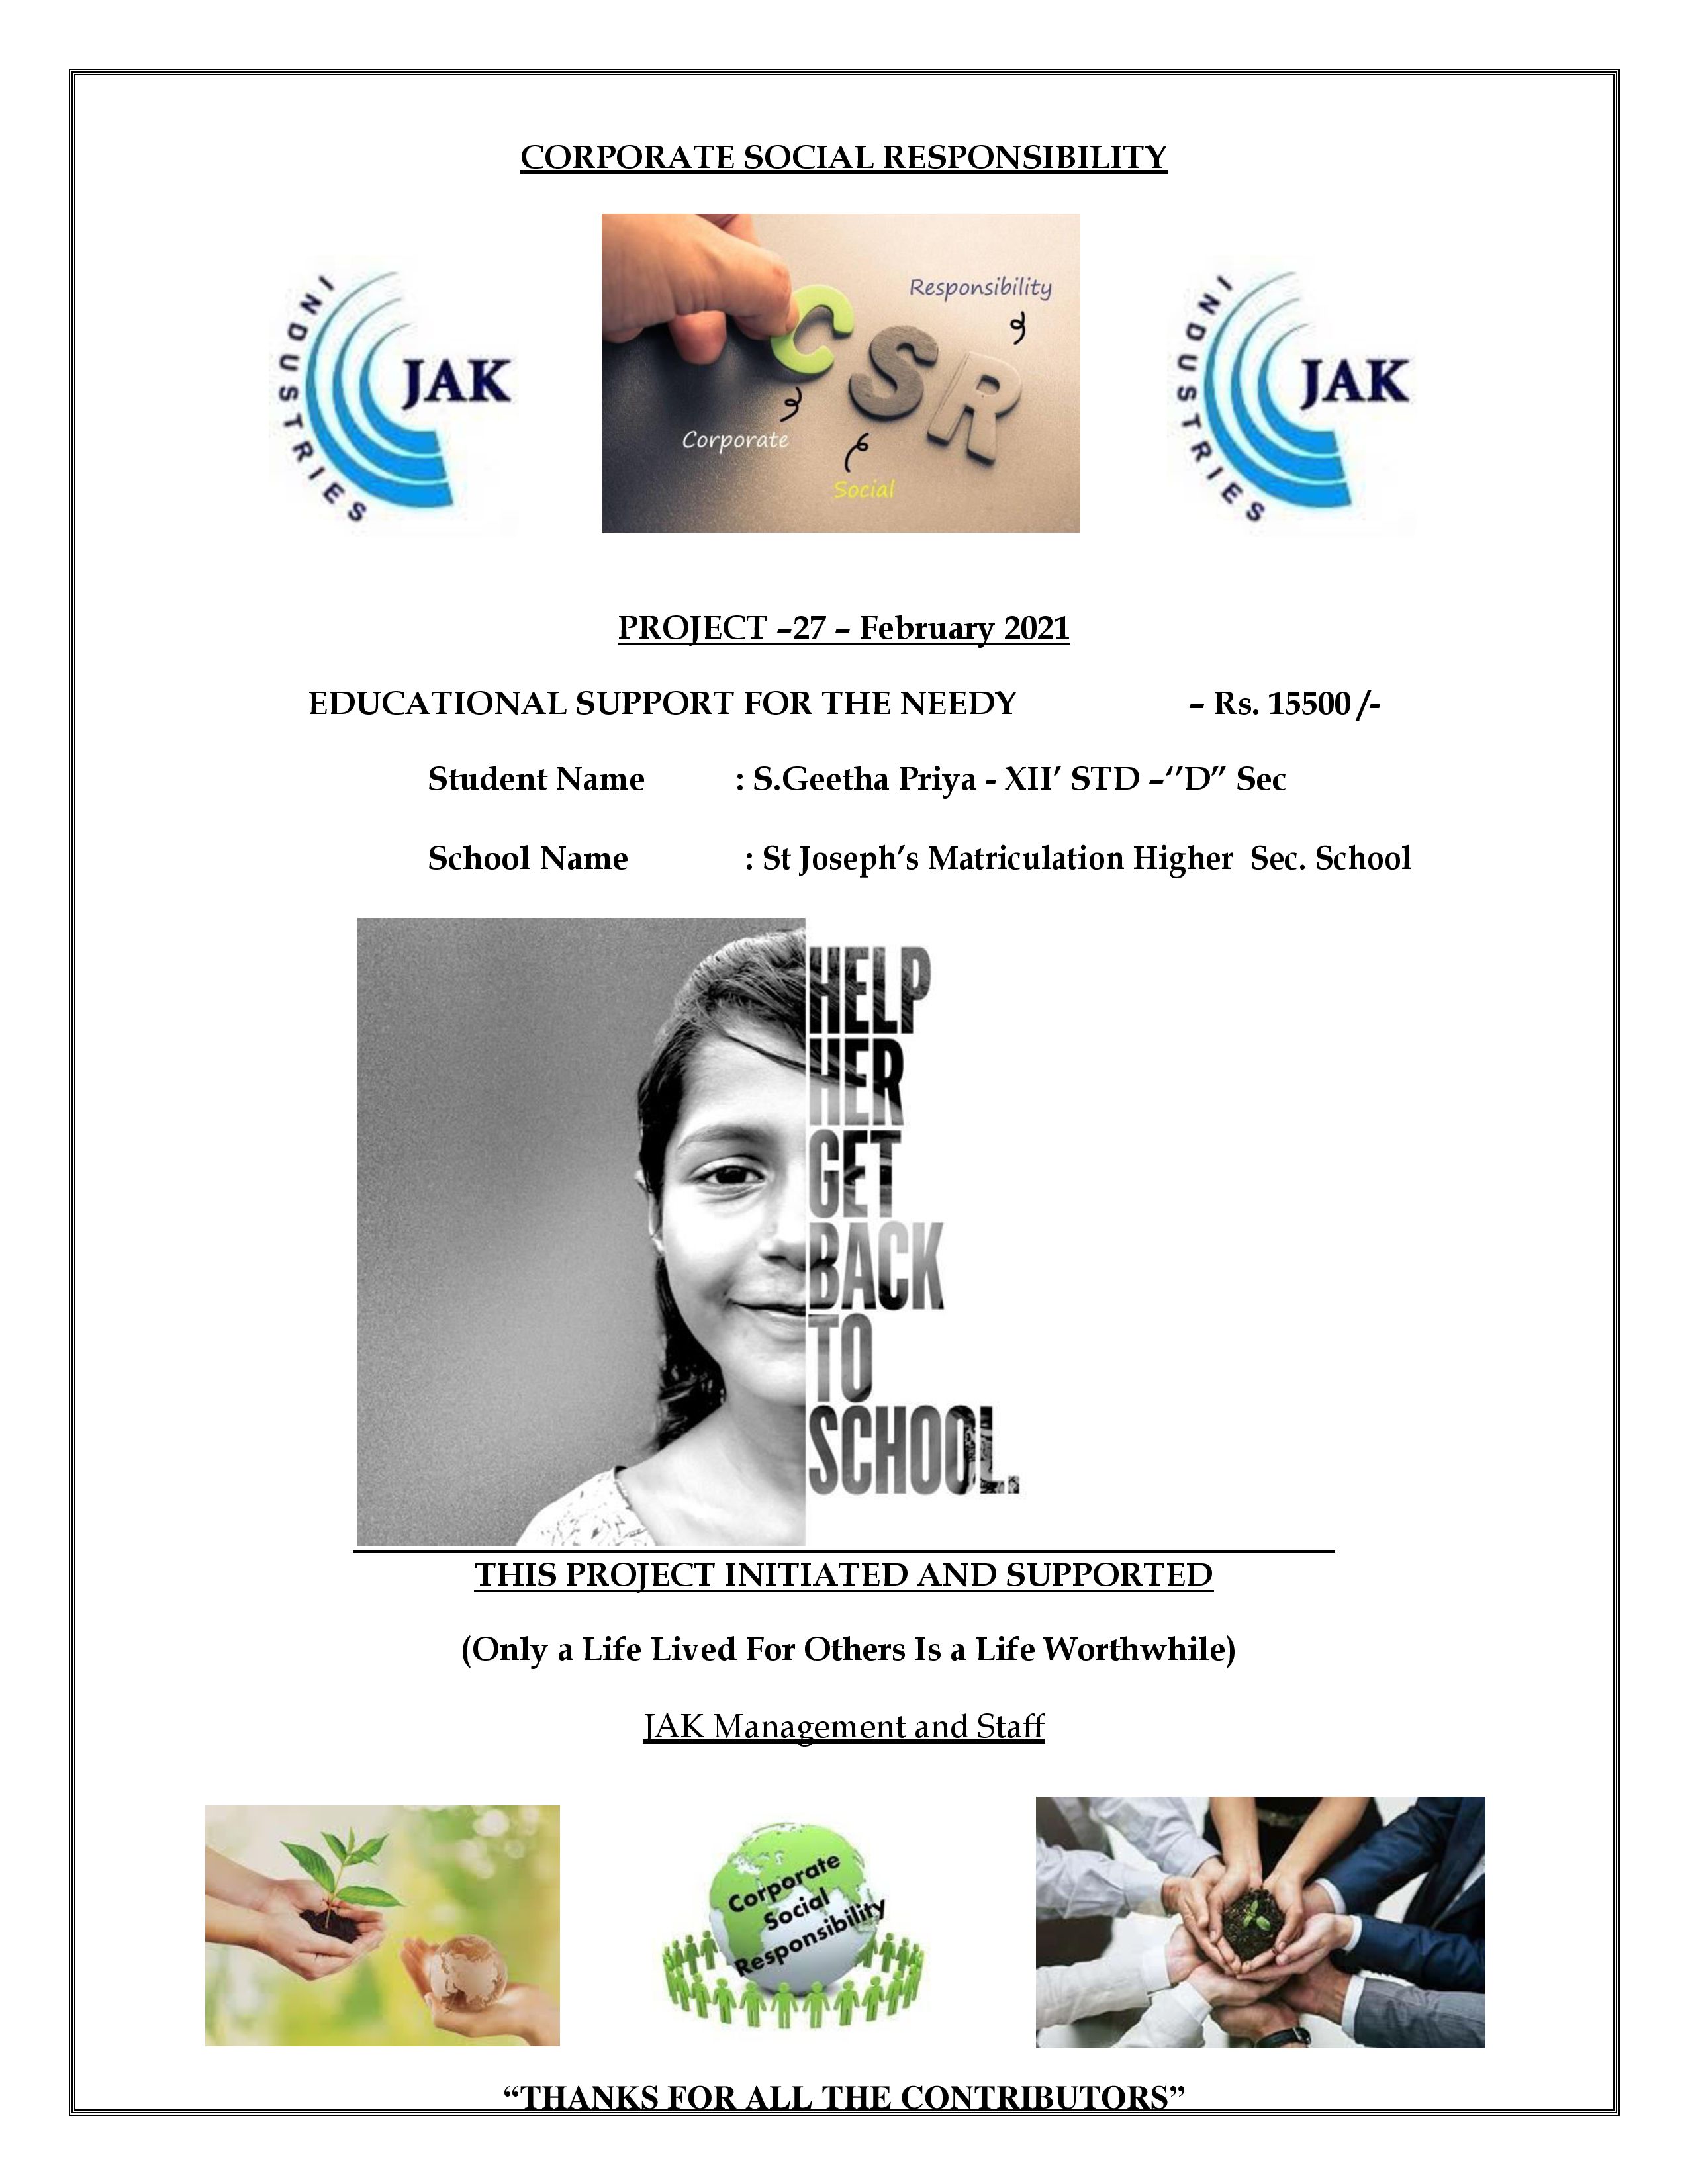 CORPORATE SOCIAL RESPONSIBILITY
INDUSTRIES
JAK
C S R
Responsibility
Corporate
Social
INDUSTRIES
JAK
PROJECT –27 – February 2021
EDUCATIONAL SUPPORT FOR THE NEEDY – Rs. 15500/-
Student Name : S.Geetha Priya - XII’ STD –‘’D” Sec
School Name : St Joseph’s Matriculation Higher Sec. School
HELP
HER
GET
BACK
TO
SCHOOL.
THIS PROJECT INITIATED AND SUPPORTED
(Only a Life Lived For Others Is a Life Worthwhile)
JAK Management and Staff
Corporate
Social
Responsibility
“THANKS FOR ALL THE CONTRIBUTORS”